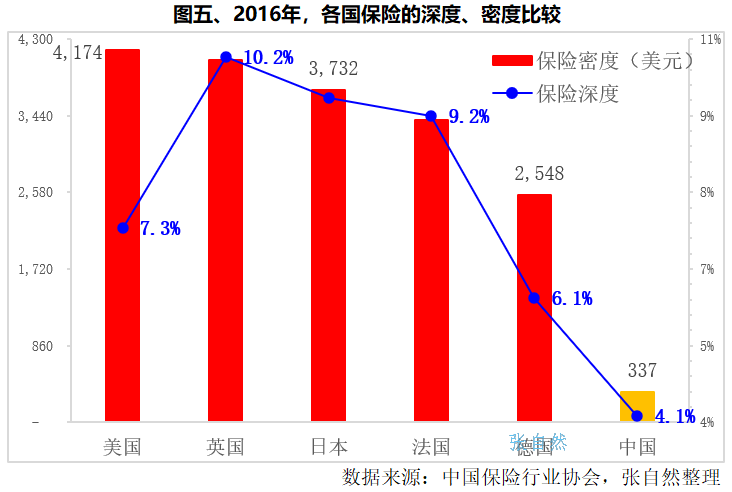 图五、2016年，各国保险的深度、密度比较
4,300
3,440
2,580
1,720
860
-
11%
9%
8%
7%
5%
4%
保险密度（美元）
保险深度
4,174
3,732
2,548
337
7.3%
10.2%
9.2%
6.1%
4.1%
美国
英国
日本
法国
德国
中国
张自然
数据来源：中国保险行业协会，张自然整理